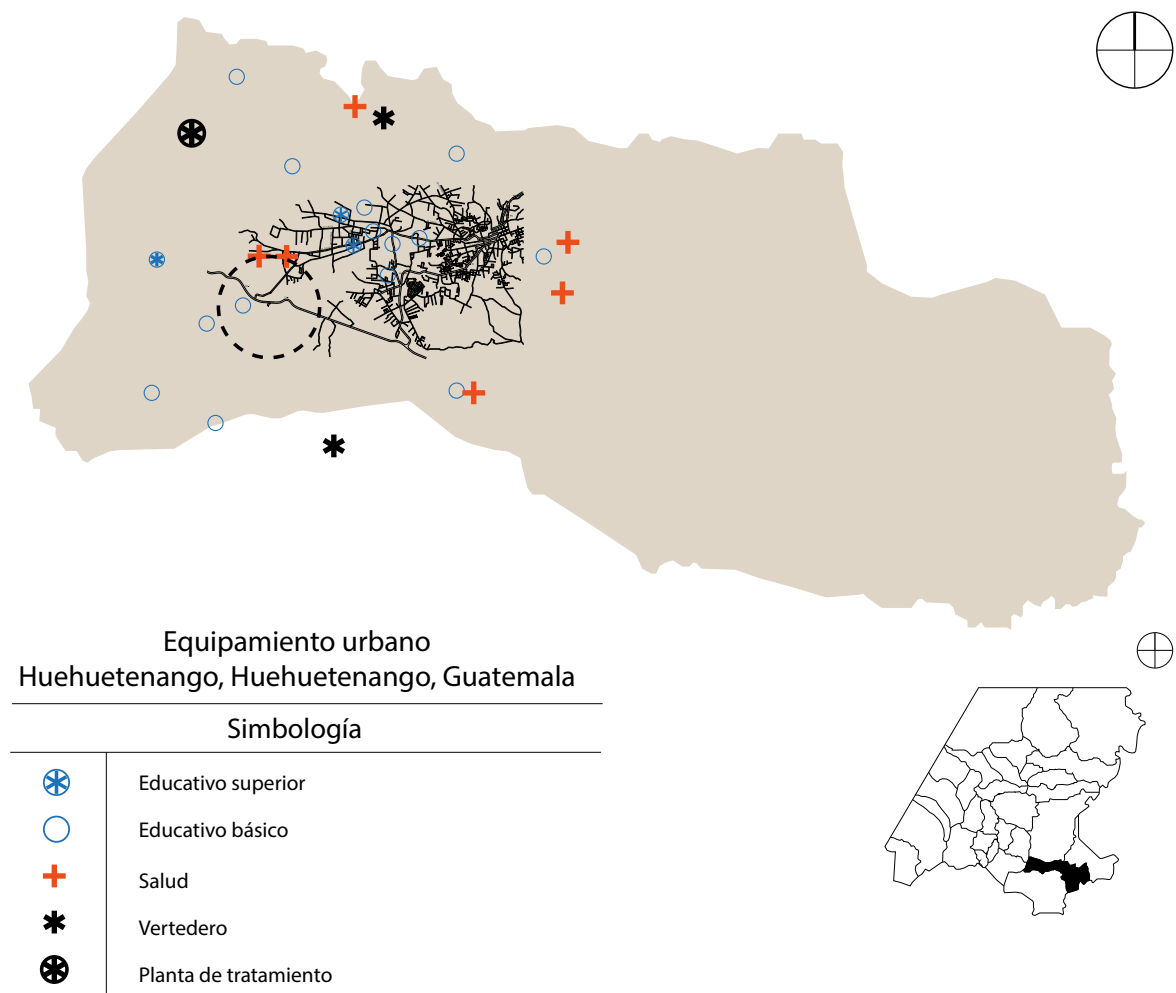 Equipamiento urbano
Huehuetenango, Huehuetenango, Guatemala
Simbología
Educativo superior
Educativo básico
Salud
Vertedero
Planta de tratamiento